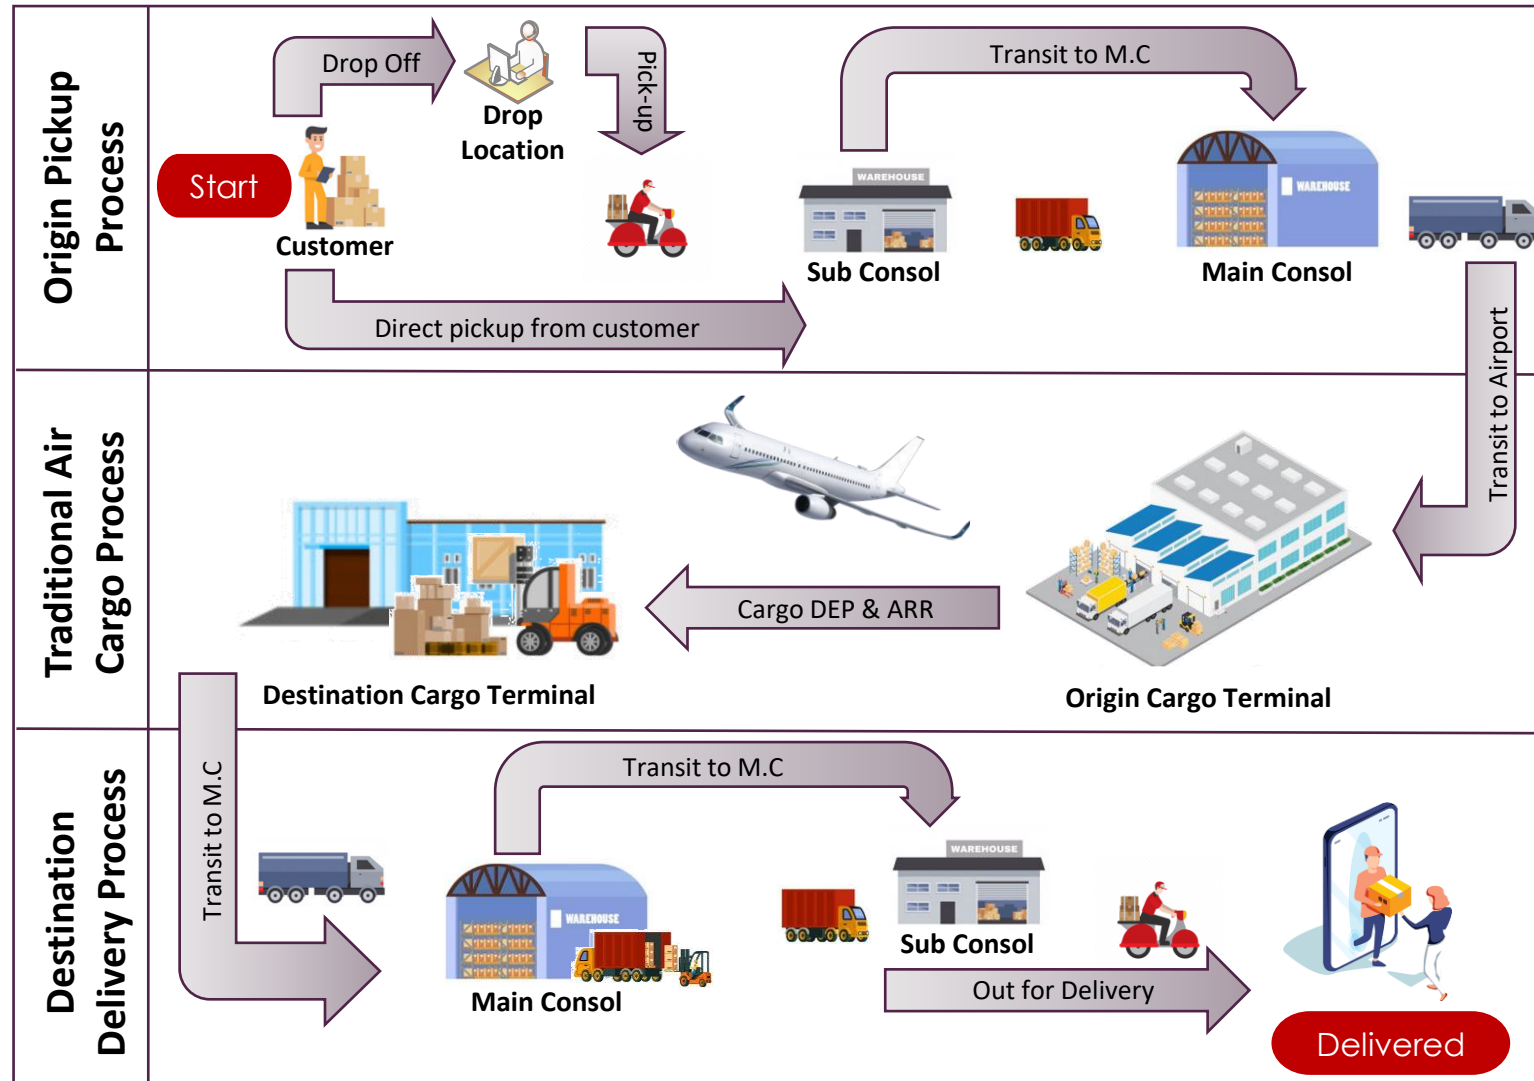 Origin Pickup
Process
Start
Customer
Drop Off
Drop
Location
Pick-up
Direct pickup from customer
WAREHOUSE
Sub Consol
Transit to M.C
WAREHOUSE
Main Consol
Transit to Airport
Traditional Air
Cargo Process
Origin Cargo Terminal
Cargo DEP & ARR
Destination Cargo Terminal
Destination
Delivery Process
Transit to M.C
WAREHOUSE
Main Consol
Transit to M.C
WAREHOUSE
Sub Consol
Out for Delivery
Delivered